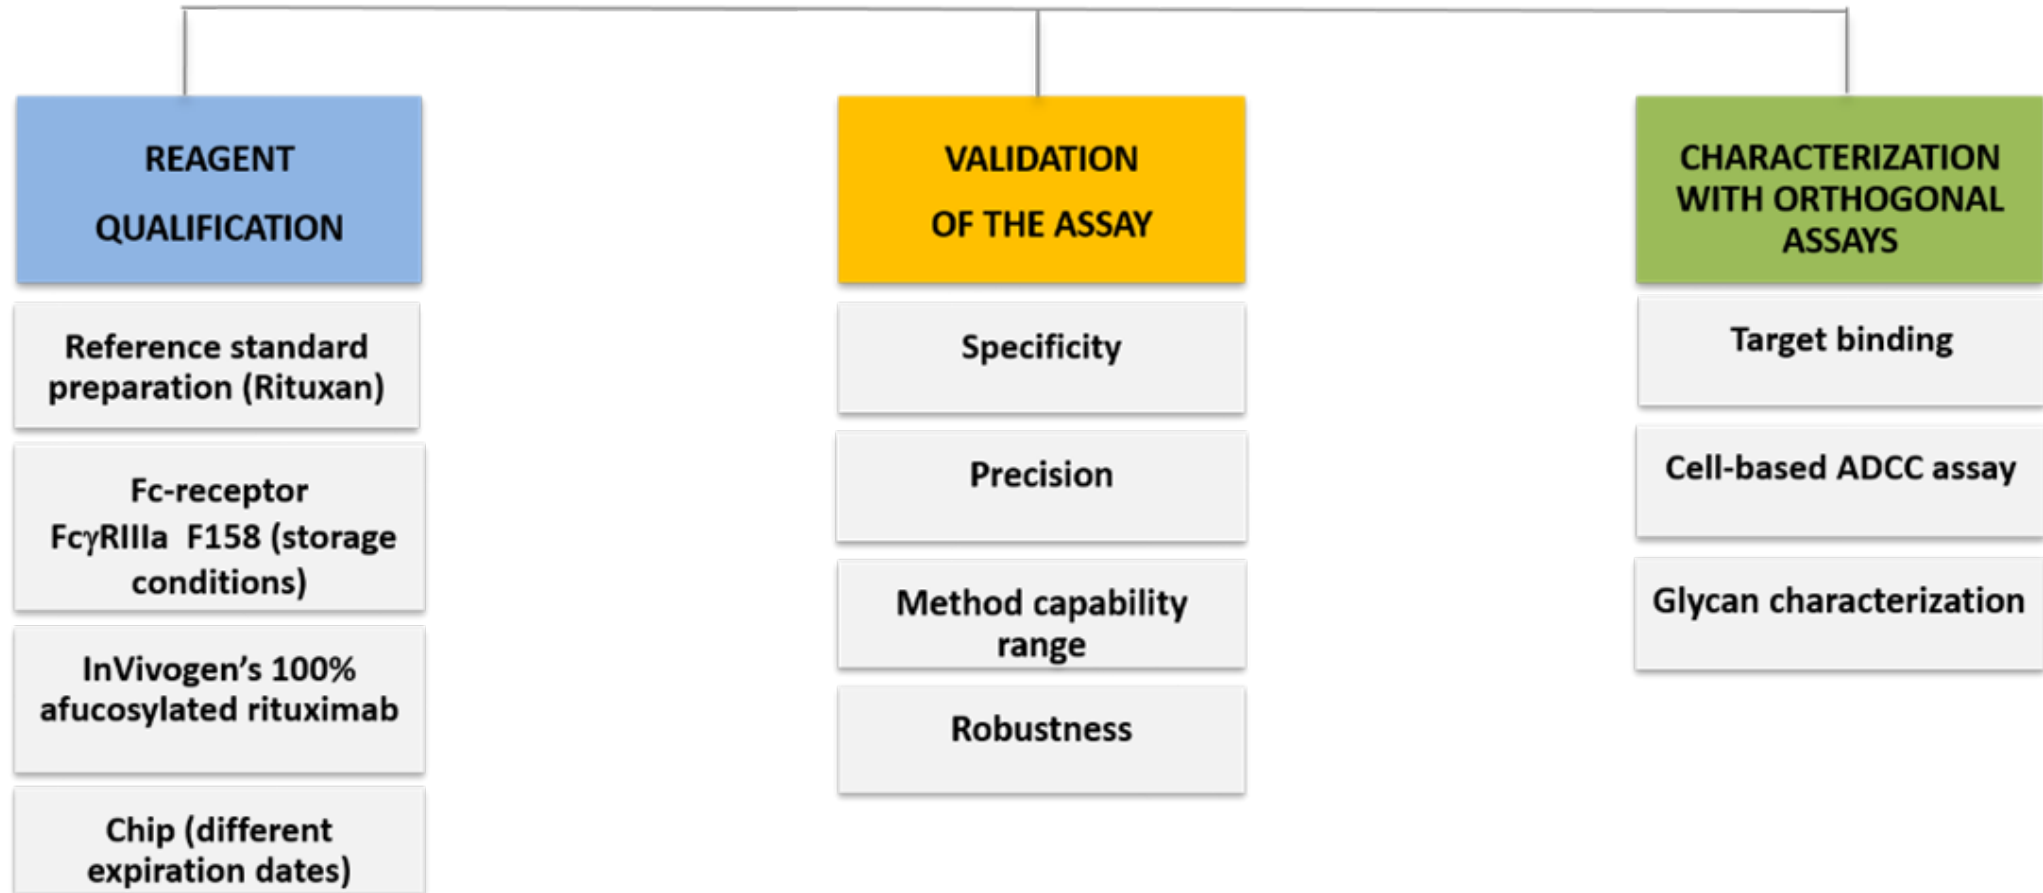 REAGENT
QUALIFICATION
Reference standard
preparation (Rituxan)
Fc-receptor
FcγRIIIa F158 (storage
conditions)
InVivogen's 100%
afucosylated rituximab
Chip (different
expiration dates)
VALIDATION
OF THE ASSAY
Specificity
Precision
Method capability
range
Robustness
CHARACTERIZATION
WITH ORTHOGONAL
ASSAYS
Target binding
Cell-based ADCC assay
Glycan characterization